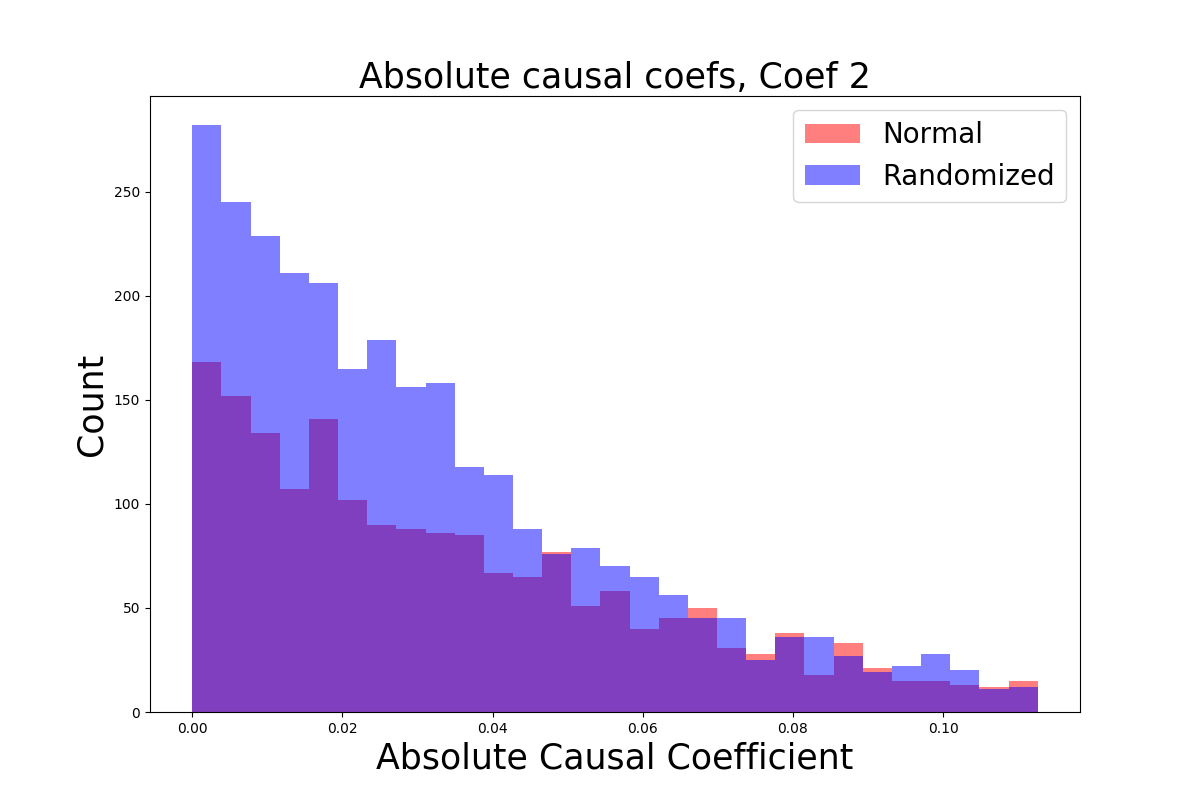 Absolute causal coefs, Coef 2
Normal
Randomized
Count
250
200
150
100
50
0
0.00 0.02 0.04 0.06 0.08 0.10
Absolute Causal Coefficient